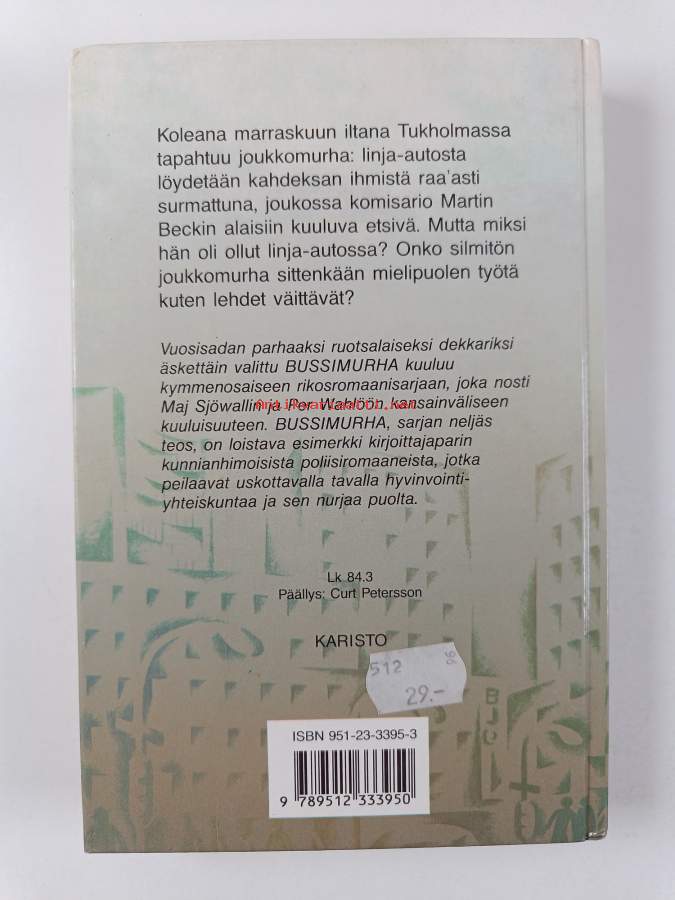 Koleana marraskuun iltana Tukholmassa
tapahtuu joukkomurha: linja-autosta
löydetään kahdeksan ihmistä raa'asti
surmattuna, joukossa komisario Martin
Beckin alaisiin kuuluva etsivä. Mutta miksi
hän oli ollut linja-autossa? Onko silmitön
joukkomurha sittenkään mielipuolen työtä
kuten lehdet väittävät?
Vuosisadan parhaaksi ruotsalaiseksi dekkariksi
äskettäin valittu BUSSIMURHA kuuluu
kymmenosaiseen rikosromaanisarjaan, joka nosti
Maj Sjöwallin ja Per Wahlöön kansainväliseen
kuuluisuuteen. BUSSIMURHA, sarjan neljäs
teos, on loistava esimerkki kirjoittajaparin
kunnianhimoisista poliisiromaaneista, jotka
peilaavat uskottavalla tavalla hyvinvointi-
yhteiskuntaa ja sen nurjaa puolta.
Lk 84.3
Päällys: Curt Petersson
KARISTO
512
96
29.-
ISBN 951-23-3395-3
9 789512 333950